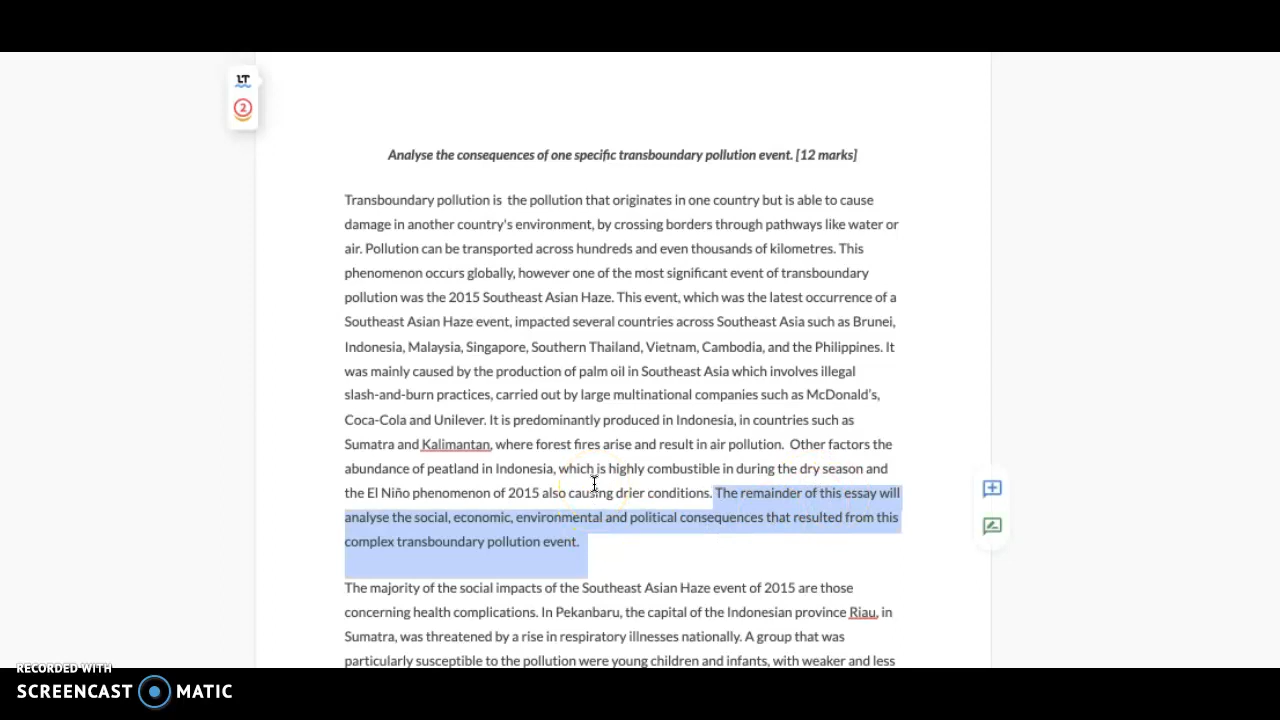 LT
2
Analyse the consequences of one specific transboundary pollution event. [12 marks]
Transboundary pollution is  the pollution that originates in one country but is able to cause
damage in another country's environment, by crossing borders through pathways like water or
air. Pollution can be transported across hundreds and even thousands of kilometres. This
phenomenon occurs globally, however one of the most significant event of transboundary
pollution was the 2015 Southeast Asian Haze. This event, which was the latest occurrence of a
Southeast Asian Haze event, impacted several countries across Southeast Asia such as Brunei,
Indonesia, Malaysia, Singapore, Southern Thailand, Vietnam, Cambodia, and the Philippines. It
was mainly caused by the production of palm oil in Southeast Asia which involves illegal
slash-and-burn practices, carried out by large multinational companies such as McDonald's,
Coca-Cola and Unilever. It is predominantly produced in Indonesia, in countries such as
Sumatra and Kalimantan, where forest fires arise and result in air pollution.  Other factors the
abundance of peatland in Indonesia, which is highly combustible in during the dry season and
the El Niño phenomenon of 2015 also causing drier conditions. The remainder of this essay will
analyse the social, economic, environmental and political consequences that resulted from this
complex transboundary pollution event.
The majority of the social impacts of the Southeast Asian Haze event of 2015 are those
concerning health complications. In Pekanbaru, the capital of the Indonesian province Riau, in
Sumatra, was threatened by a rise in respiratory illnesses nationally. A group that was
particularly susceptible to the pollution were young children and infants, with weaker and less
RECORDED WITH
SCREENCAST MATIC